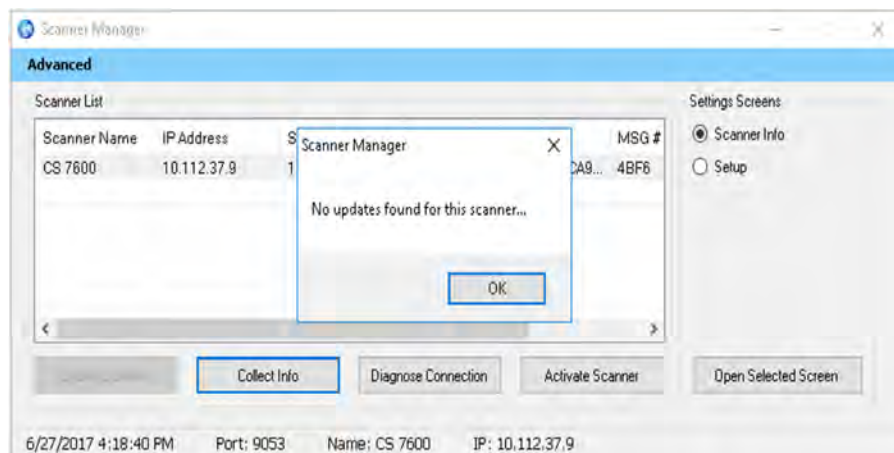 Scanner Manager
Advanced
Scanner List
Settings Screens
Scanner Name IP Address S MSG #
CS 7600 10.112.37.9 1 CA9... 4BF6
Scanner Manager
No updates found for this scanner...
OK
Scanner Info
Setup
Collect Info Diagnose Connection Activate Scanner Open Selected Screen
6/27/2017 4:18:40 PM Port: 9053 Name: CS 7600 IP: 10.112.37.9